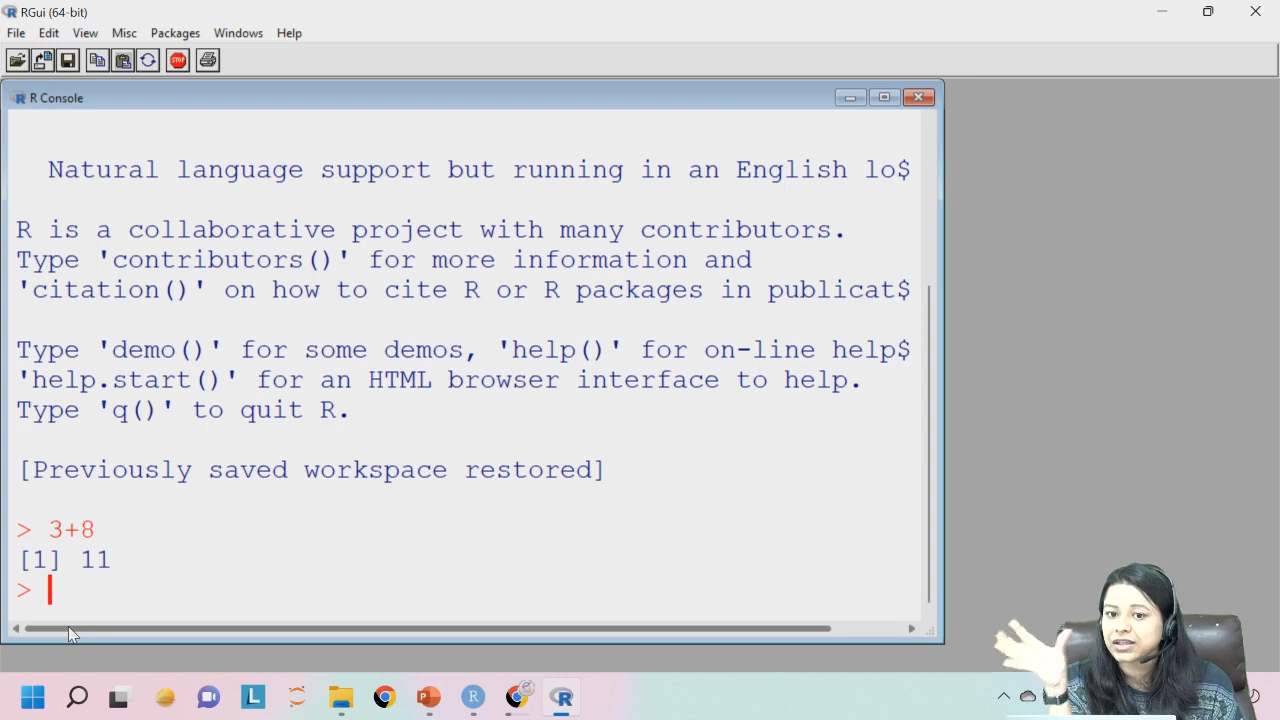 RGui (64-bit)
File Edit View Misc Packages Windows Help
STOP
R Console
Natural language support but running in an English lo$
R is a collaborative project with many contributors.
Type 'contributors()' for more information and
'citation()' on how to cite R or R packages in publicat$
Type 'demo()' for some demos, 'help()' for on-line help$
'help.start()' for an HTML browser interface to help.
Type 'q()' to quit R.
[Previously saved workspace restored]
> 3+8
[1] 11
>